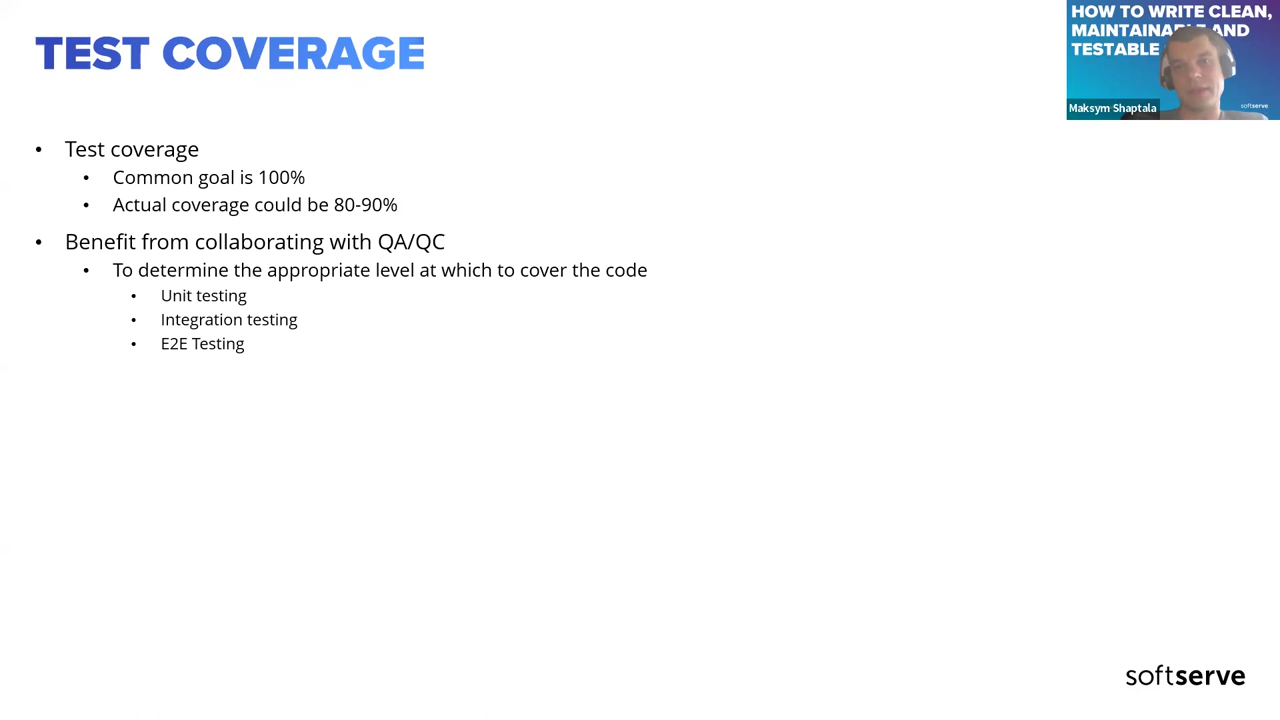 TEST COVERAGE
HOW TO WRITE CLEAN,
MAINTAINABLE AND
TESTABLE
Maksym Shaptala
softserve
• Test coverage
• Common goal is 100%
• Actual coverage could be 80-90%
• Benefit from collaborating with QA/QC
• To determine the appropriate level at which to cover the code
• Unit testing
• Integration testing
• E2E Testing
softserve